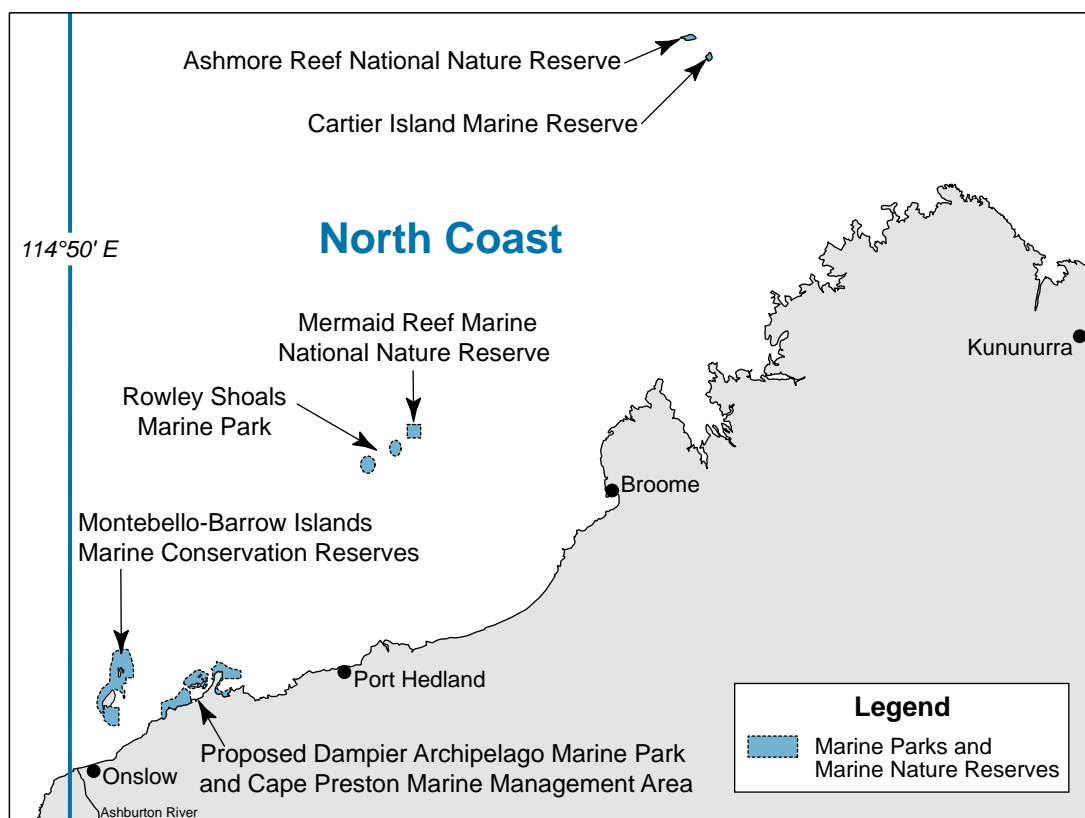 Ashmore Reef National Nature Reserve
Cartier Island Marine Reserve
North Coast
114°50' E
Mermaid Reef Marine
National Nature Reserve
Kununurra
Rowley Shoals
Marine Park
Broome
Montebello-Barrow Islands
Marine Conservation Reserves
Port Hedland
Legend
Marine Parks and
Marine Nature Reserves
Proposed Dampier Archipelago Marine Park
and Cape Preston Marine Management Area
Onslow
Ashburton River